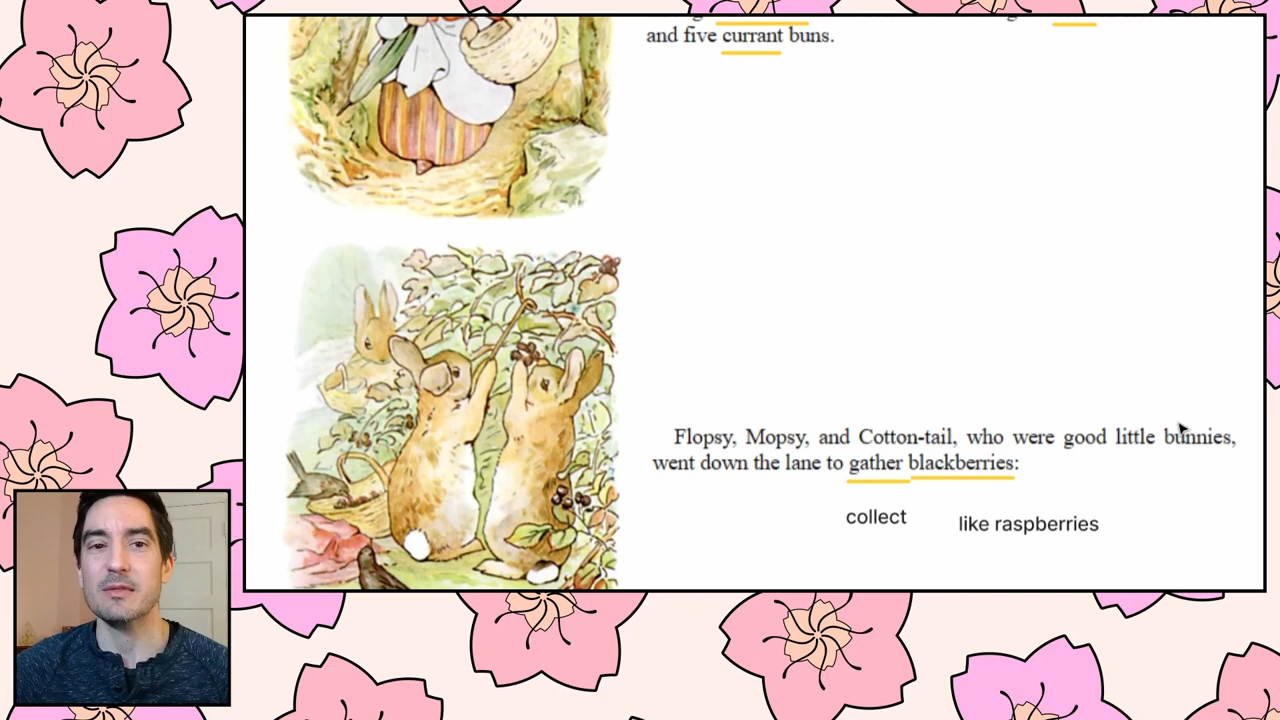 and five currant buns.
Flopsy, Mopsy, and Cotton-tail, who were good little bunnies,
went down the lane to gather blackberries:
collect
like raspberries